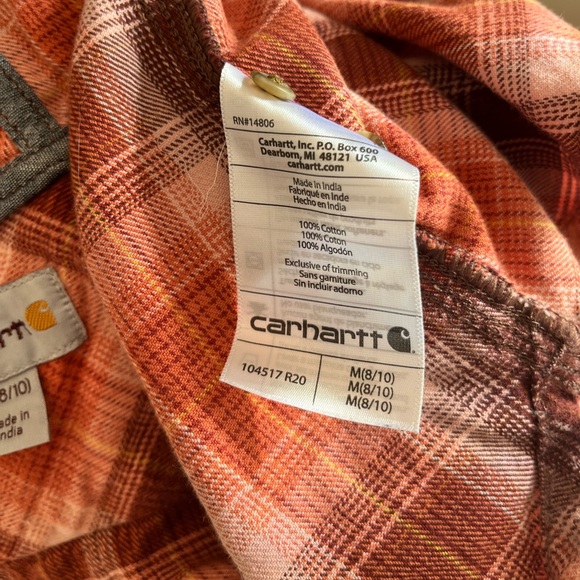 RN#14806
Carhartt, Inc. P.O. Box 600
Dearborn, MI 48121 USA
carhartt.com
Made in India
Fabriqué en Inde
Hecho en India
100% Cotton
100% Coton
100% Algodón
Exclusive of trimming
Sans garniture
Sin incluir adorno
carhartt
104517 R20
M(8/10)
M(8/10)
M(8/10)
rtt
8/10)
ade in
ndia